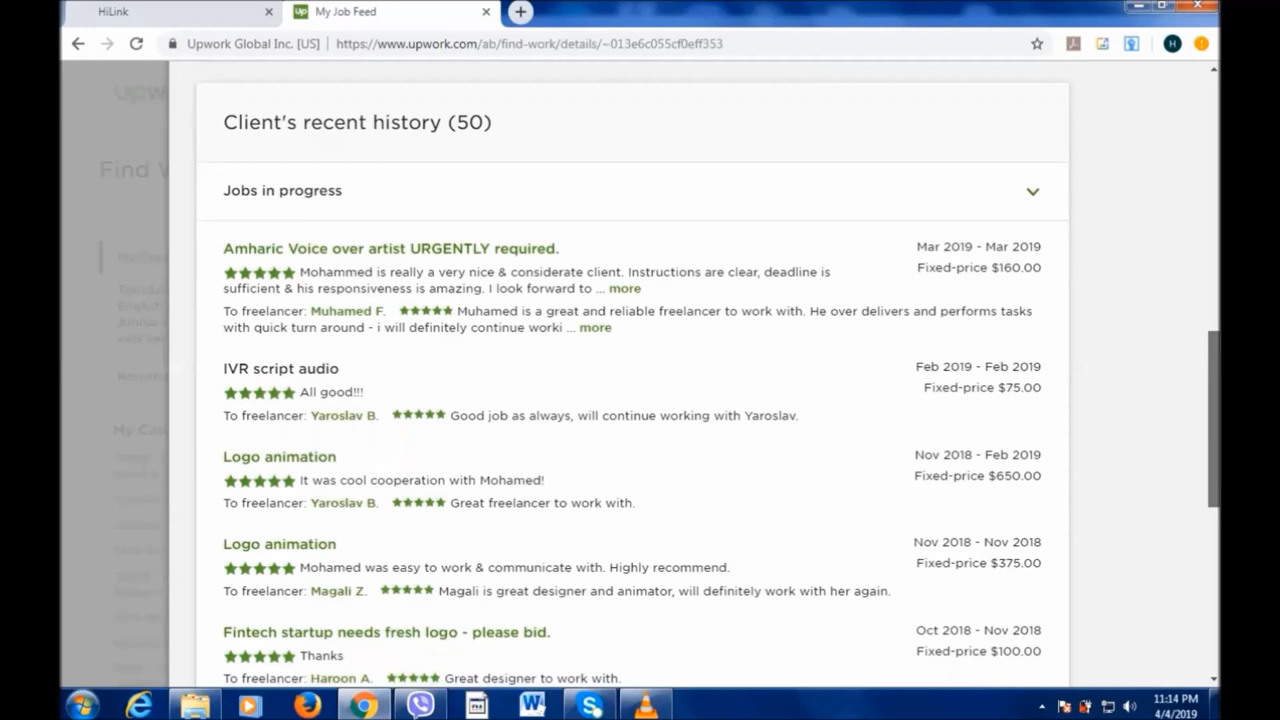 HiLink
My Job Feed
Upwork Global Inc. [US] | https://www.upwork.com/ab/find-work/details/~013e6c055cf0eff353
upw
Find W
Client's recent history (50)
Jobs in progress
Amharic Voice over artist URGENTLY required.
Mar 2019 - Mar 2019
Mohammed is really a very nice & considerate client. Instructions are clear, deadline is
Fixed-price $160.00
sufficient & his responsiveness is amazing. I look forward to ... more
To freelancer: Muhamed F. Muhamed is a great and reliable freelancer to work with. He over delivers and performs tasks
with quick turn around - i will definitely continue worki ... more
IVR script audio
Feb 2019 - Feb 2019
All good!!!
Fixed-price $75.00
To freelancer: Yaroslav B. Good job as always, will continue working with Yaroslav.
Logo animation
Nov 2018 - Feb 2019
It was cool cooperation with Mohamed!
Fixed-price $650.00
To freelancer: Yaroslav B. Great freelancer to work with.
Logo animation
Nov 2018 - Nov 2018
Mohamed was easy to work & communicate with. Highly recommend.
Fixed-price $375.00
To freelancer: Magali Z. Magali is great designer and animator, will definitely work with her again.
Fintech startup needs fresh logo - please bid.
Oct 2018 - Nov 2018
Thanks
Fixed-price $100.00
To freelancer: Haroon A. Great designer to work with.
11:14 PM
4/4/2019